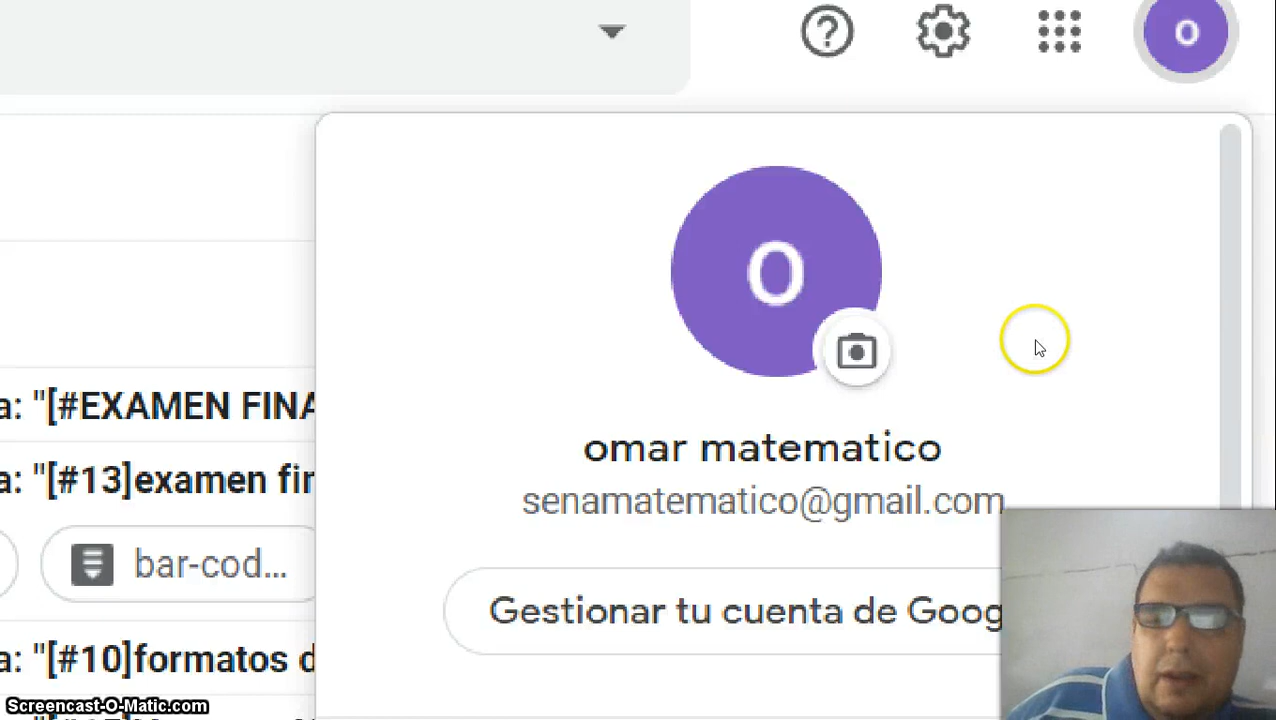 o
o
omar matematico
senamatematico@gmail.com
Gestionar tu cuenta de Goog
a: "[#EXAMEN FINA
a: "[#13]examen fin
bar-cod...
a: "[#10]formatos d
Screencast-O-Matic.com